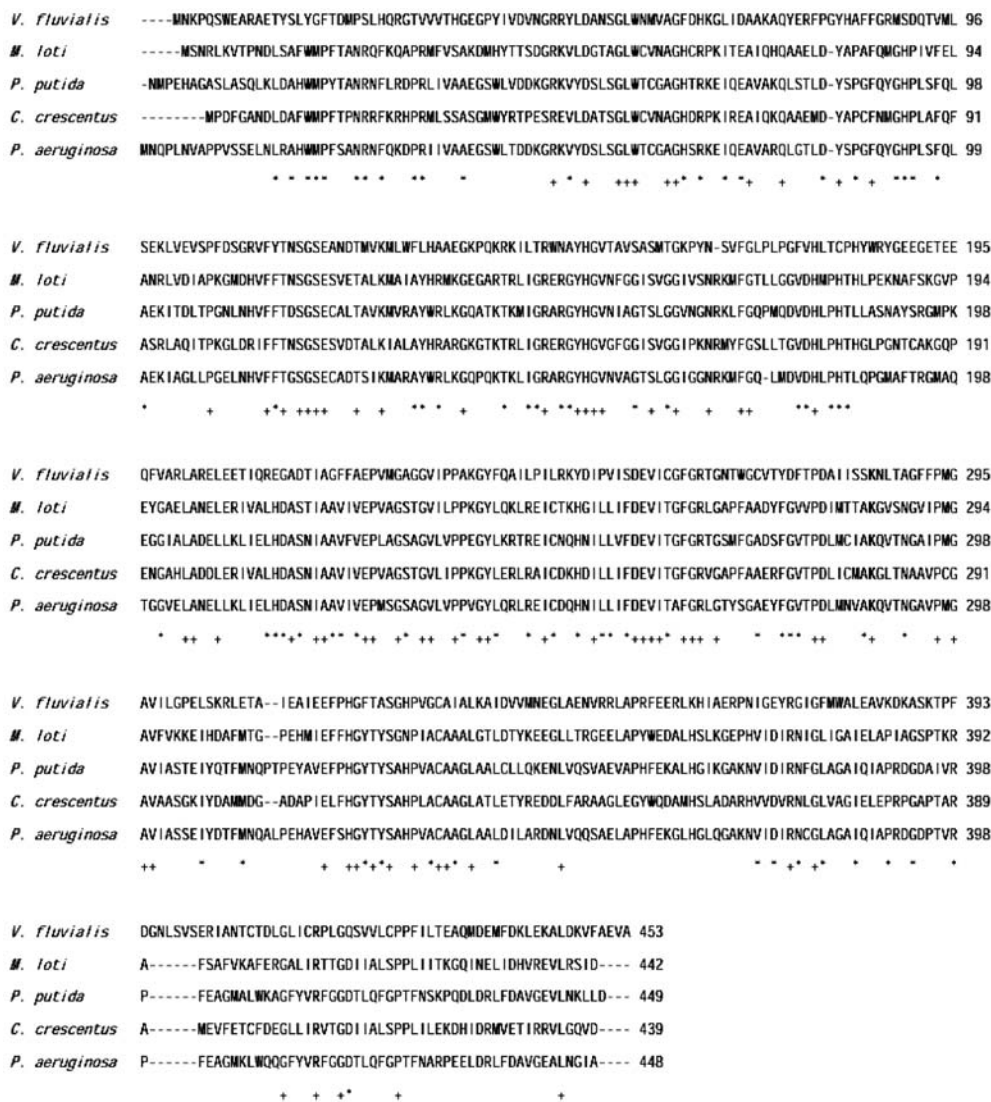 V. fluvialis ----MNKPQSWEARAETYSLYGFTDMPSLHQRGTVVVTHGEGPYIVDVNGRRYLDANSGLWNMVAGFDHKGLIDAAKAQYERFPGYHAFFGRMSDQTVML 96
M. loti -----MSNRLKVTPNDLSAFWMPFTANRQFKQAPRMFVSAKDMHYTTSDGRKVLDGTAGLWCVNAGHCRPKITEAIQHQAAELD-YAPAFQMGHPIVFEL 94
P. putida -NMPEHAGASLASQLKLDAHWMPYTANRNFLRDPRLIVAAEGSWLVDDKGRKVYDSLSGLWTCGAGHTRKEIQEAVAKQLSTLD-YSPGFQYGHPLSFQL 98
C. crescentus --------MPDFGANDLDAFWMPFTPNRRFKRHPRMLSSASGMWYRTPESREVLDATSGLWCVNAGHDRPKIREAIQKQAAEMD-YAPCFNMGHPLAFQF 91
P. aeruginosa MNQPLNVAPPVSSELNLRAHWMPFSANRNFQKDPRIIVAAEGSWLTDDKGRKVYDSLSGLWTCGAGHSRKEIQEAVARQLGTLD-YSPGFQYGHPLSFQL 99
V. fluvialis SEKLVEVSPFDSGRVFYTNSGSEANDTMVKMLWFLHAAEGKPQKRKILTRWNAYHGVTAVSASMTGKPYN-SVFGLPLPGFVHLTCPHYWRYGEEGETEE 195
M. loti ANRLVDIAPKGMDHVFFTNSGSESVETALKMAIAYHRMKGEGARTRLIGRERGYHGVNFGGISVGGIVSNRKMFGTLLGGVDHMPHTHLPEKNAFSKGVP 194
P. putida AEKITDLTPGNLNHVFFTDSGSECALTAVKMVRAYWRLKGQATKTKMIGRARGYHGVNIAGTSLGGVNGNRKLFGQPMQDVDHLPHTLLASNAYSRGMPK 198
C. crescentus ASRLAQITPKGLDRIFFTNSGSESVDTALKIALAYHRARGKGTKTRLIGRERGYHGVGFGGISVGGIPKNRMYFGSLLTGVDHLPHTHGLPGNTCAKGQP 191
P. aeruginosa AEKIAGLLPGELNHVFFTGSGSECADTSIKMARAYWRLKGQPQKTKLIGRARGYHGVNVAGTSLGGIGGNRKMFGQ-LMDVDHLPHTLQPGMAFTRGMAQ 198
V. fluvialis QFVARLARELEETIQREGADTIAGFFAEPVMGAGGVIPPAKGYFQAILPILRKYDIPVISDEVICGFGRTGNTWGCVTYDFTPDAIISSKNLTAGFFPMG 295
M. loti EYGAELANELERIVALHDASTIAAVIVEPVAGSTGVILPPKGYLQKLREICTKHGILLIFDEVITGFGRLGAPFAADYFGVVPDIMTTAKGVSNGVIPMG 294
P. putida EGGIALADELLKLIELHDASNIAAVFVEPLAGSAGVLVPPEGYLKRTREICNQHNILLVFDEVITGFGRTGSMFGADSFGVTPDLMCIAKQVTNGAIPMG 298
C. crescentus ENGAHLADDLERIVALHDASNIAAVIVEPVAGSTGVLIPPKGYLERLRAICDKHDILLIFDEVITGFGRVGAPFAAERFGVTPDLICMAKGLTNAAVPCG 291
P. aeruginosa TGGVELANELLKLIELHDASNIAAVIVEPMSGSAGVLVPPVGYLQRLREICDQHNILLIFDEVITAFGRLGTYSGAEYFGVTPDLMNVAKQVTNGAVPMG 298
V. fluvialis AVILGPELSKRLETA--IEAIEEFPHGFTASGHPVGCAIALKAIDVVMNEGLAENVRRLAPRFEERLKHIAERPNIGEYRGIGFMWALEAVKDKASKTPF 393
M. loti AVFVKKEIHDAFMTG--PEHMIEFFHGYTYSGNPIACAAALGTLDTYKEEGLLTRGEELAPYWEDALHSLKGEPHVIDIRNIGLIGAIELAPIAGSPTKR 392
P. putida AVIASTEIYQTFMNQPTPEYAVEFPHGYTYSAHPVACAAGLAALCLLQKENLVQSVAEVAPHFEKALHGIKGAKNVIDIRNFGLAGAIQIAPRDGDAIVR 398
C. crescentus AVAASGKIYDAMMDG--ADAPIELFHGYTYSAHPLACAAGLATLETYREDDLFARAAGLEGYWQDAMHSLADARHVVDVRNLGLVAGIELEPRPGAPTAR 389
P. aeruginosa AVIASSEIYDTFMNQALPEHAVEFSHGYTYSAHPVACAAGLAALDILARDNLVQQSAELAPHFEKGLHGLQGAKNVIDIRNCGLAGAIQIAPRDGDPTVR 398
V. fluvialis DGNLSVSERIANTCTDLGLICRPLGQSVVLCPPFILTEAQMDEMFDKLEKALDKVFAEVA 453
M. loti A------FSAFVKAFERGALIRTTGDIIALSPPLIITKGQINELIDHVREVLRSID---- 442
P. putida P------FEAGMALWKAGFYVRFGGDTLQFGPTFNSKPQDLDRLFDAVGEVLNKLLD--- 449
C. crescentus A------MEVFETCFDEGLLIRVTGDIIALSPPLILEKDHIDRMVETIRRVLGQVD---- 439
P. aeruginosa P------FEAGMKLWQQGFYVRFGGDTLQFGPTFNARPEELDRLFDAVGEALNGIA---- 448